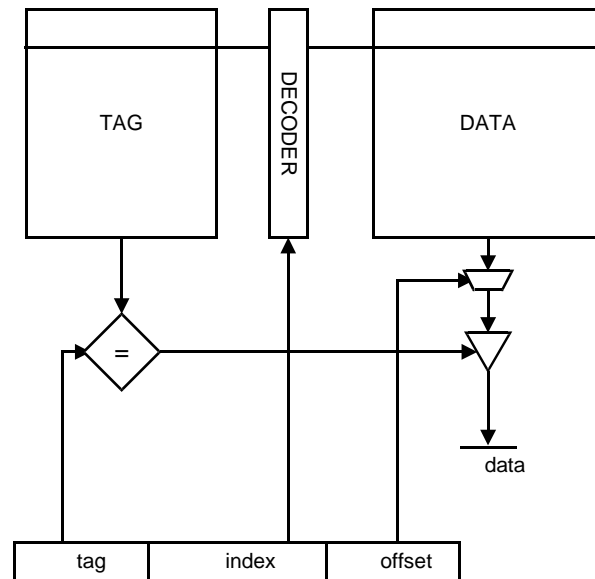 TAG
DECODER
DATA
=
data
tag
index
offset